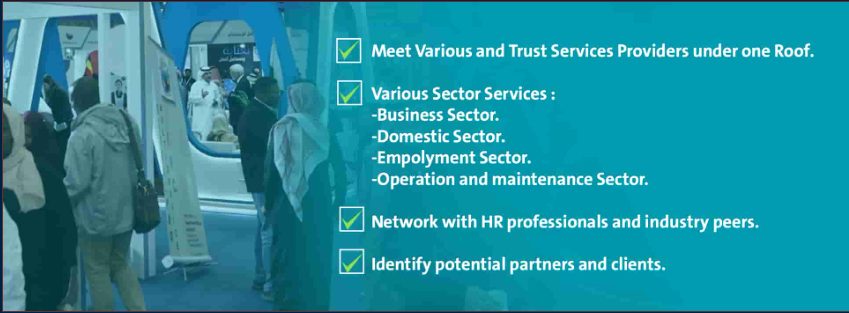 Meet Various and Trust Services Providers under one Roof.
Various Sector Services :
-Business Sector.
-Domestic Sector.
-Empolyment Sector.
-Operation and maintenance Sector.
Network with HR professionals and industry peers.
Identify potential partners and clients.